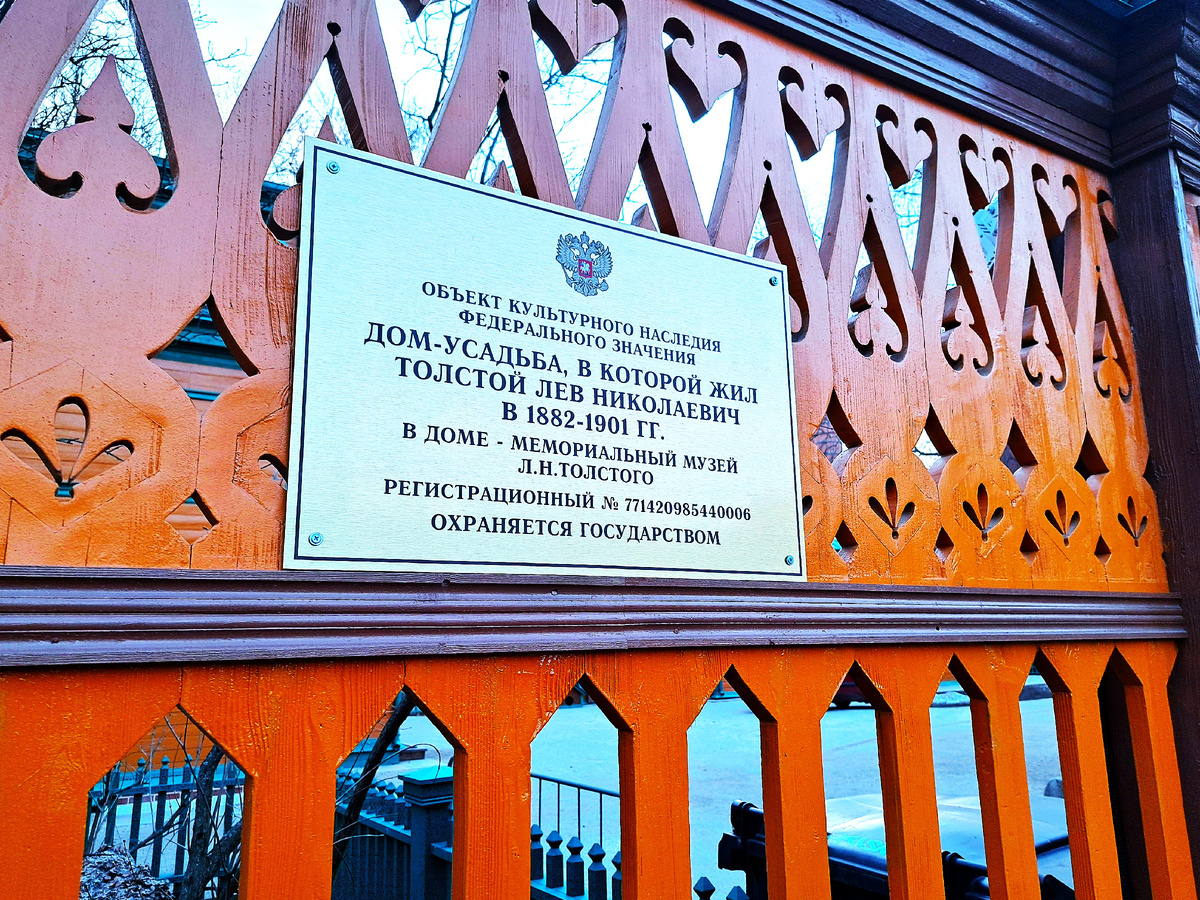 ОБЪЕКТ КУЛЬТУРНОГО НАСЛЕДИЯ
ФЕДЕРАЛЬНОГО ЗНАЧЕНИЯ
ДОМ-УСАДЬБА, В КОТОРОЙ ЖИЛ
ТОЛСТОЙ ЛЕВ НИКОЛАЕВИЧ
В 1882-1901 ГГ.
В ДОМЕ - МЕМОРИАЛЬНЫЙ МУЗЕЙ
Л.Н.ТОЛСТОГО
РЕГИСТРАЦИОННЫЙ № 771420985440006
ОХРАНЯЕТСЯ ГОСУДАРСТВОМ